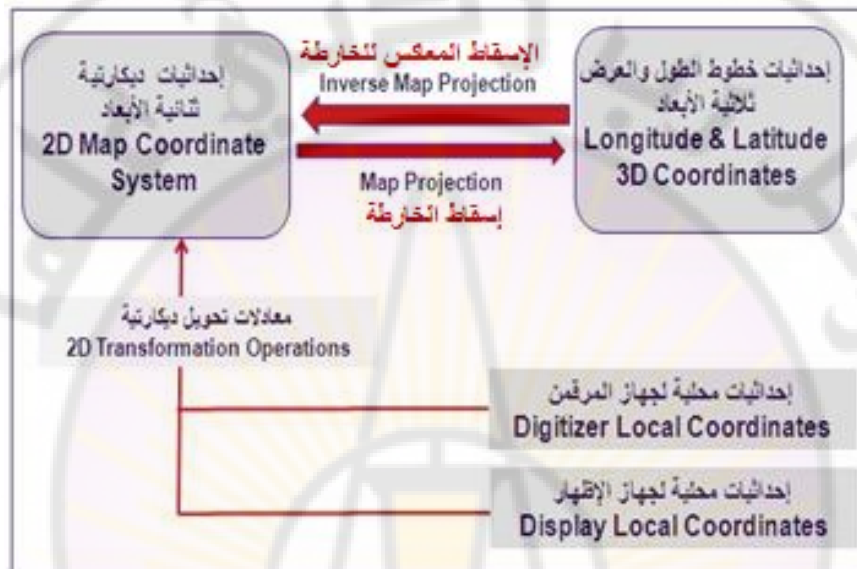 إحداثيات ديكارتية
ثنائية الأبعاد
2D Map Coordinate
System
الإسقاط المعاكس للخارطة
Inverse Map Projection
Map Projection
إسقاط الخارطة
إحداثيات خطوط الطول والعرض
ثلاثية الأبعاد
Longitude & Latitude
3D Coordinates
معادلات تحويل ديكارتية
2D Transformation Operations
إحداثيات محلية لجهاز المرقمن
Digitizer Local Coordinates
إحداثيات محلية لجهاز الإظهار
Display Local Coordinates